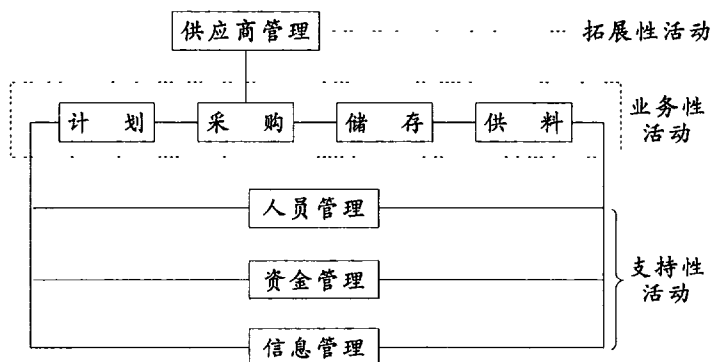 供应商管理 拓展性活动
计划 采购 储存 供料 业务性
活动
人员管理
资金管理 支持性
活动
信息管理